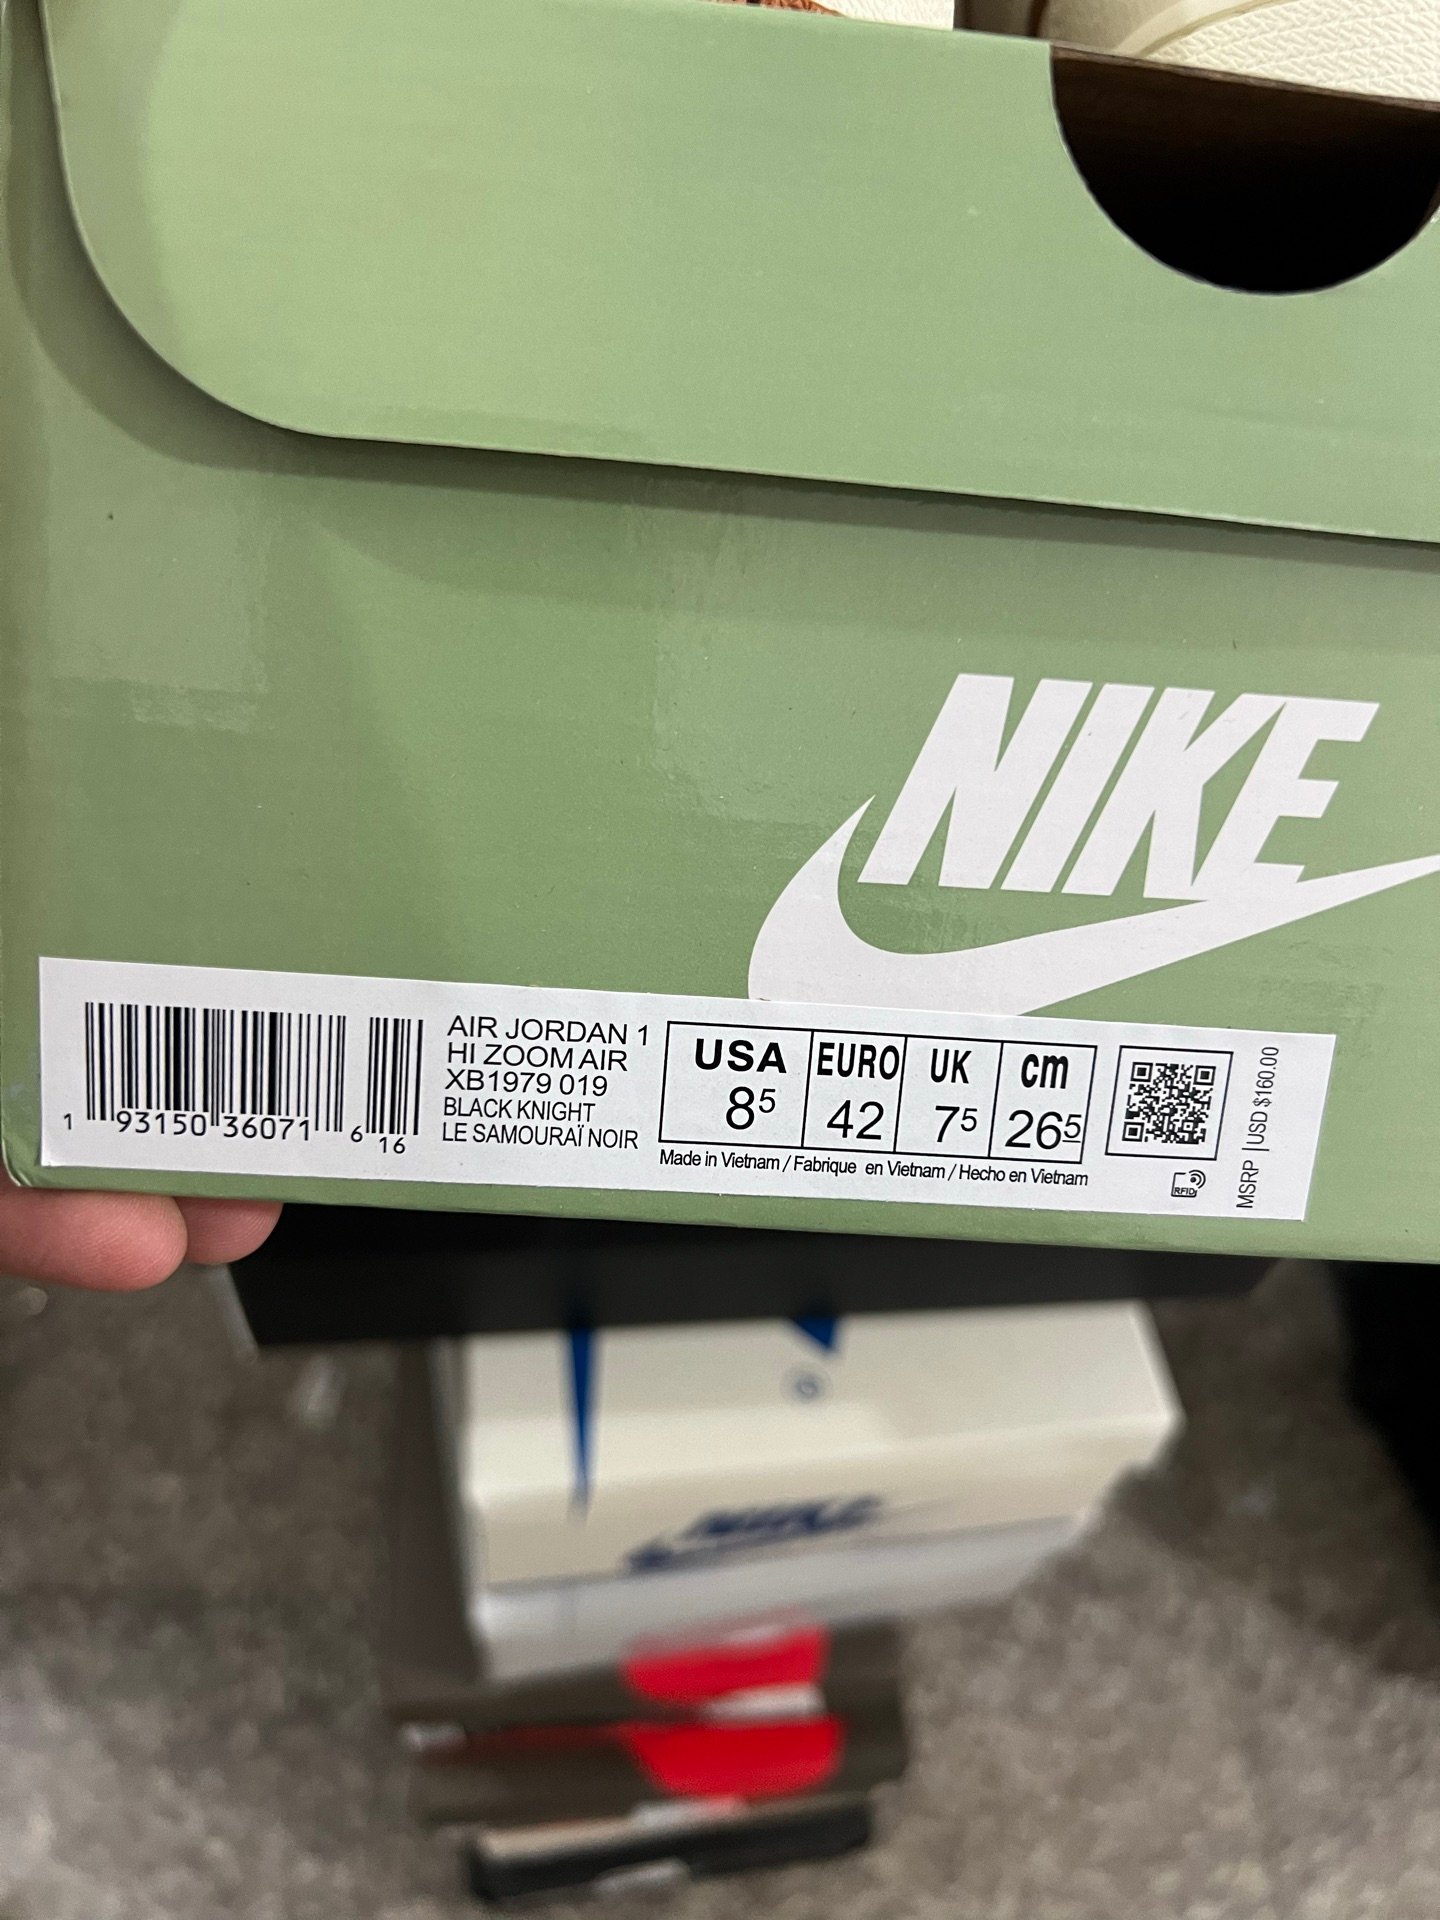 NIKE
AIR JORDAN 1
HI ZOOM AIR
XB1979 019
BLACK KNIGHT
LE SAMOURAÏ NOIR
1 93150 36071 6 16
USA EURO UK cm
8⁵ 42 7⁵ 26⁵
Made in Vietnam / Fabrique en Vietnam / Hecho en Vietnam
RFID
MSRP |USD $160.00
NIKE